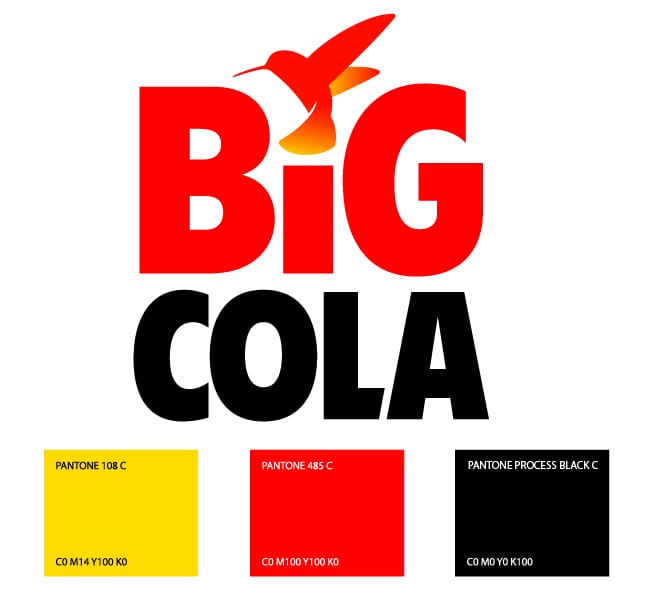 BiG
COLA
PANTONE 108 C
PANTONE 485 C
PANTONE PROCESS BLACK C
C0 M14 Y100 K0
C0 M100 Y100 K0
C0 M0 Y0 K100